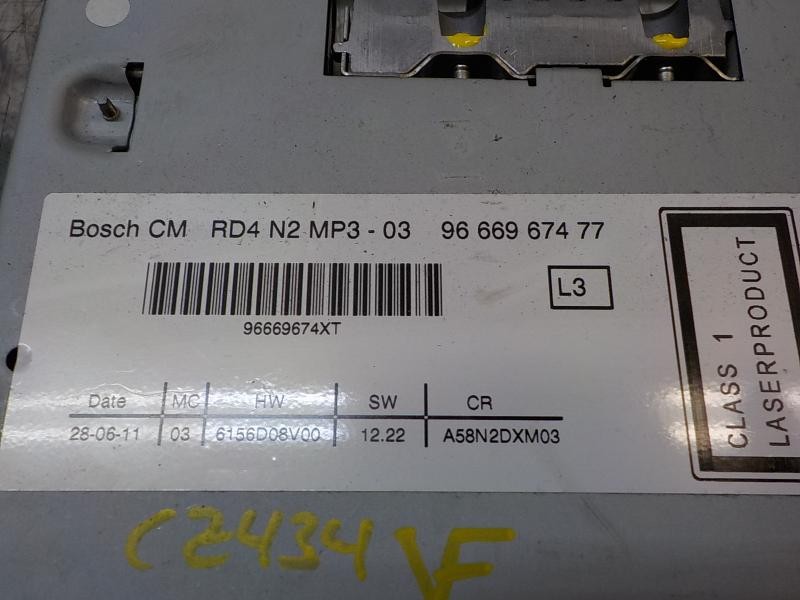 Bosch CM RD4 N2 MP3 - 03 96 669 674 77
L3
96669674XT
Date MC HW SW CR
28-06-11 03 6156D08V00 12.22 A58N2DXM03
CLASS 1
LASERPRODUCT
C2434 VF